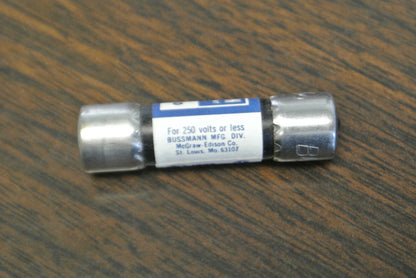 For 250 volts or less
BUSSMANN MFG. DIV.
McGraw-Edison Co.
St. Louis, Mo. 63107
B